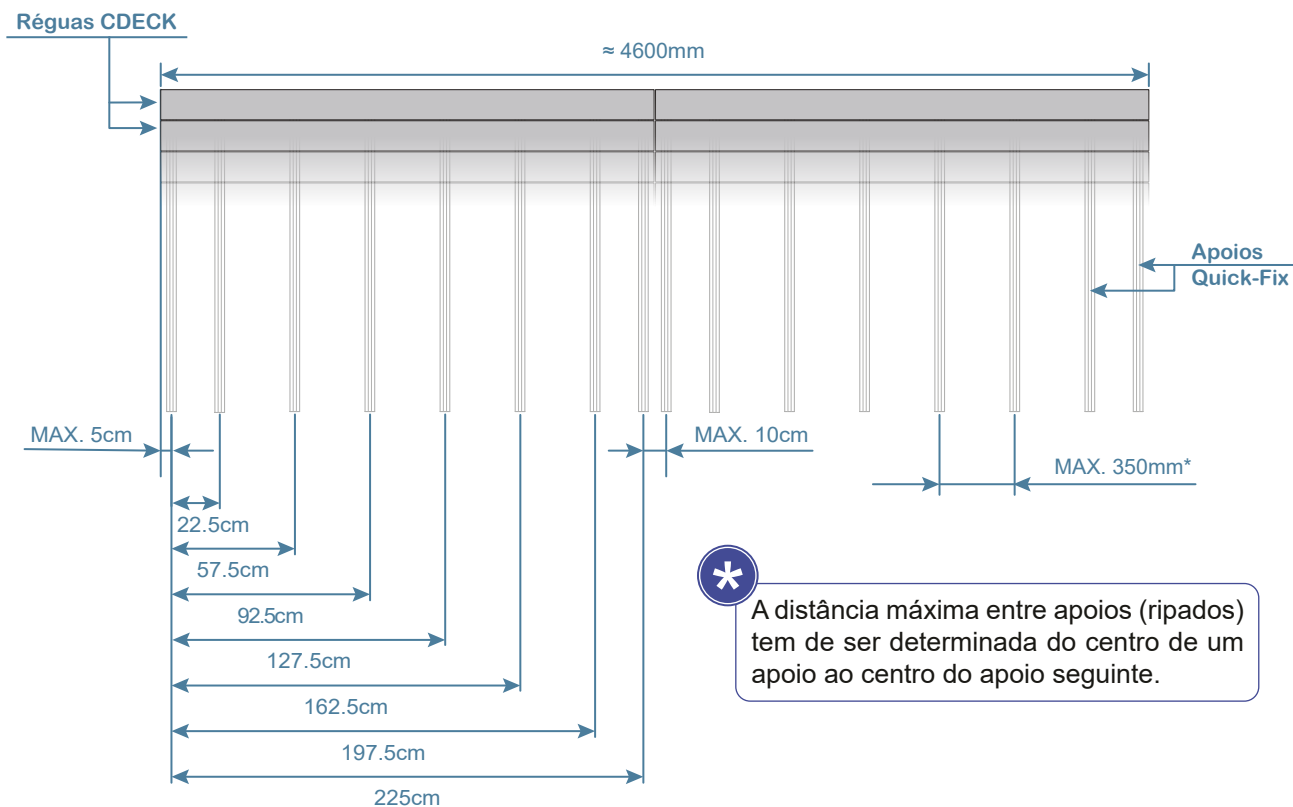 Réguas CDECK
≈ 4600mm
Apoios
Quick-Fix
MAX. 5cm
MAX. 10cm
MAX. 350mm*
22.5cm
57.5cm
92.5cm
127.5cm
162.5cm
197.5cm
225cm
*
A distância máxima entre apoios (ripados)
tem de ser determinada do centro de um
apoio ao centro do apoio seguinte.